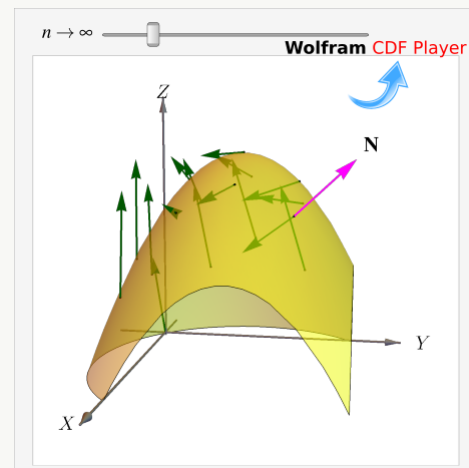 n → ∞
Wolfram CDF Player
Z
N
Y
X